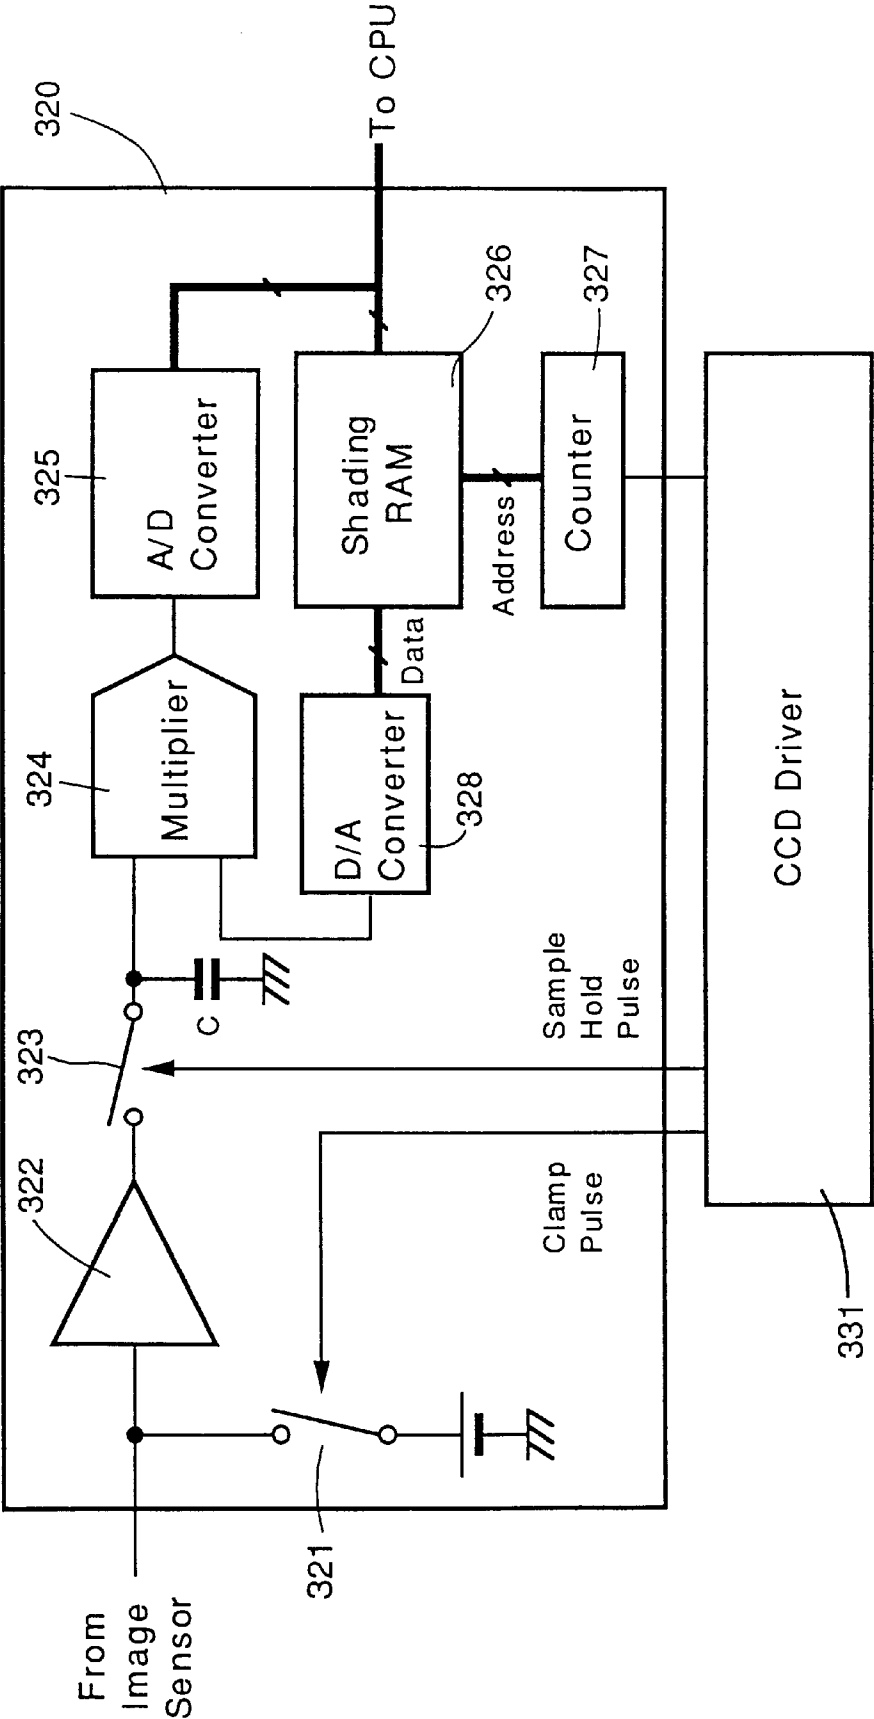 From
Image
Sensor
321
322
323
C
324
Multiplier
325
A/D
Converter
320
To CPU
D/A
Converter
328
Data
Shading
RAM
326
Address
Counter
327
Clamp
Pulse
Sample
Hold
Pulse
CCD Driver
331